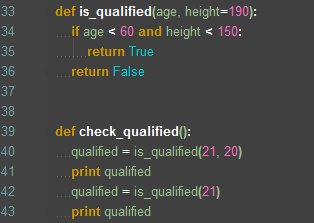 33 def is_qualified(age, height=190):
34 if age < 60 and height < 150:
35 return True
36 return False
37
38
39 def check_qualified():
40 qualified = is_qualified(21, 20)
41 print qualified
42 qualified = is_qualified(21)
43 print qualified